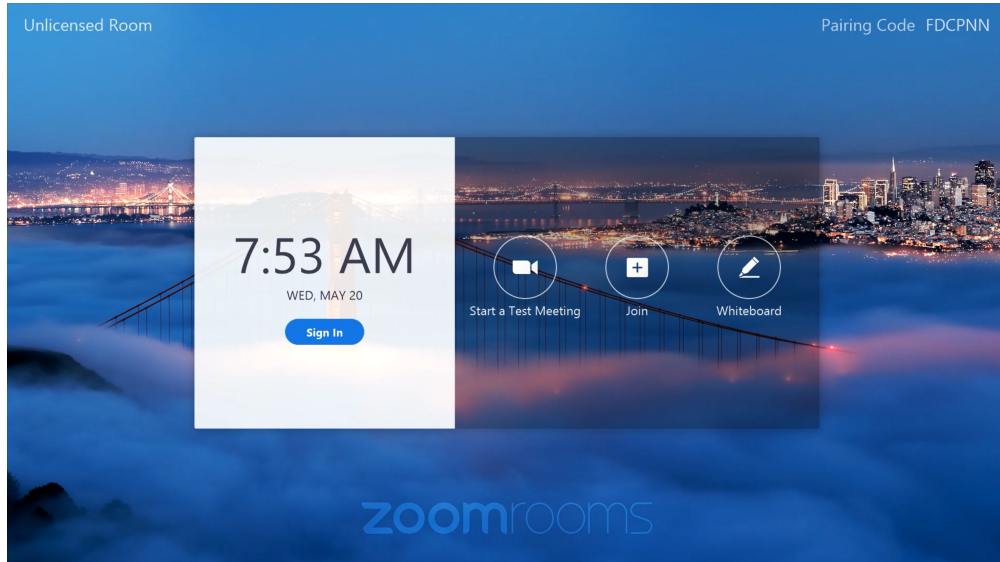 Unlicensed Room
Pairing Code FDCPNN
7:53 AM
WED, MAY 20
Sign In
Start a Test Meeting
Join
Whiteboard
zoomrooms